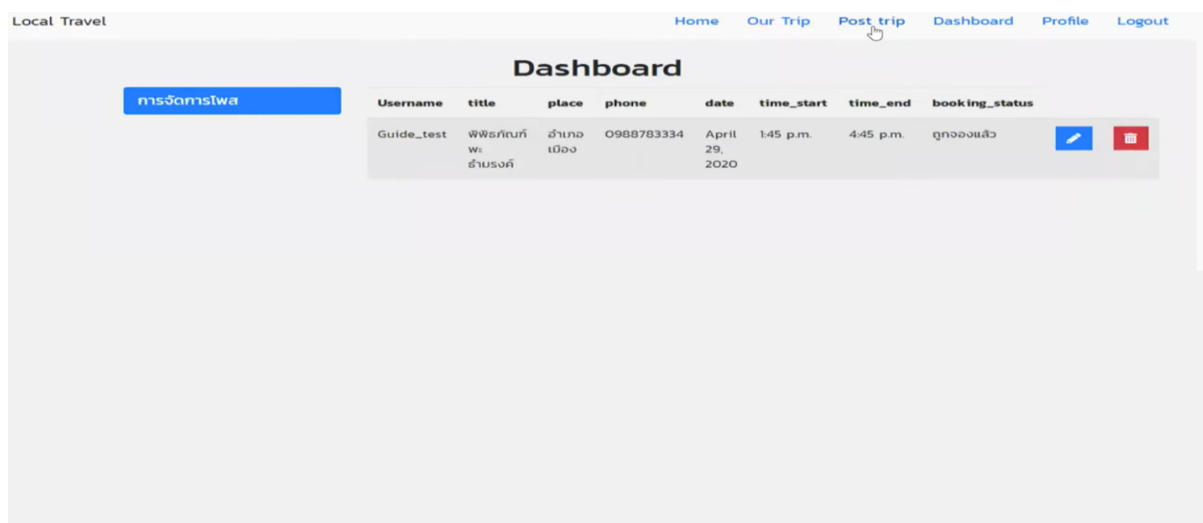 Local Travel Home Our Trip Post trip Dashboard Profile Logout
Dashboard
การจัดการโพส
Username title place phone date time_start time_end booking_status
Guide_test พิพิธภัณฑ์ อำเภอ 0988783334 April 1:45 p.m. 4:45 p.m. ถูกจองแล้ว
พะ เมือง 29,
ธำมรงค์ 2020